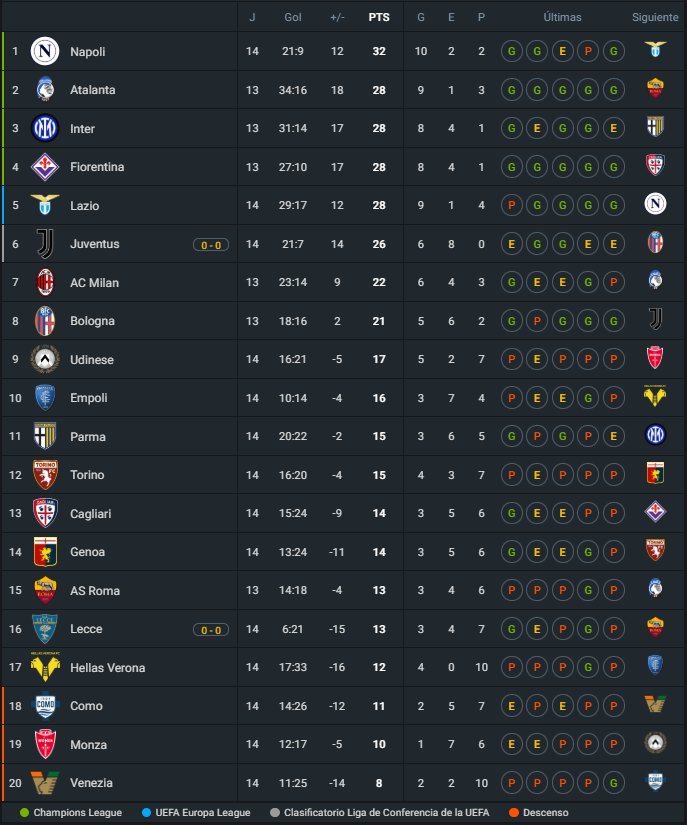 J Gol +/- PTS G E P Últimas Siguiente
1 Napoli 14 21:9 12 32 10 2 2 G G E P G
2 Atalanta 13 34:16 18 28 9 1 3 G G G G G
3 Inter 13 31:14 17 28 8 4 1 G E G G E
4 Fiorentina 13 27:10 17 28 8 4 1 G G G G G
5 Lazio 14 29:17 12 28 9 1 4 P G G G G
6 Juventus 0 - 0 14 21:7 14 26 6 8 0 E G G E E
7 AC Milan 13 23:14 9 22 6 4 3 G E E G P
8 Bologna 13 18:16 2 21 5 6 2 G P G G G
9 Udinese 14 16:21 -5 17 5 2 7 P E P P P
10 Empoli 14 10:14 -4 16 3 7 4 P E E G P
11 Parma 14 20:22 -2 15 3 6 5 G P G P E
12 Torino 14 16:20 -4 15 4 3 7 P E P P P
13 Cagliari 14 15:24 -9 14 3 5 6 G E E P P
14 Genoa 14 13:24 -11 14 3 5 6 G E E G P
15 AS Roma 13 14:18 -4 13 3 4 6 P P P G P
16 Lecce 0 - 0 14 6:21 -15 13 3 4 7 G E P G P
17 Hellas Verona 14 17:33 -16 12 4 0 10 P P P G P
18 Como 14 14:26 -12 11 2 5 7 E P E P P
19 Monza 14 12:17 -5 10 1 7 6 E E P P P
20 Venezia 14 11:25 -14 8 2 2 10 P P P P G
Champions League UEFA Europa League Clasificatorio Liga de Conferencia de la UEFA Descenso